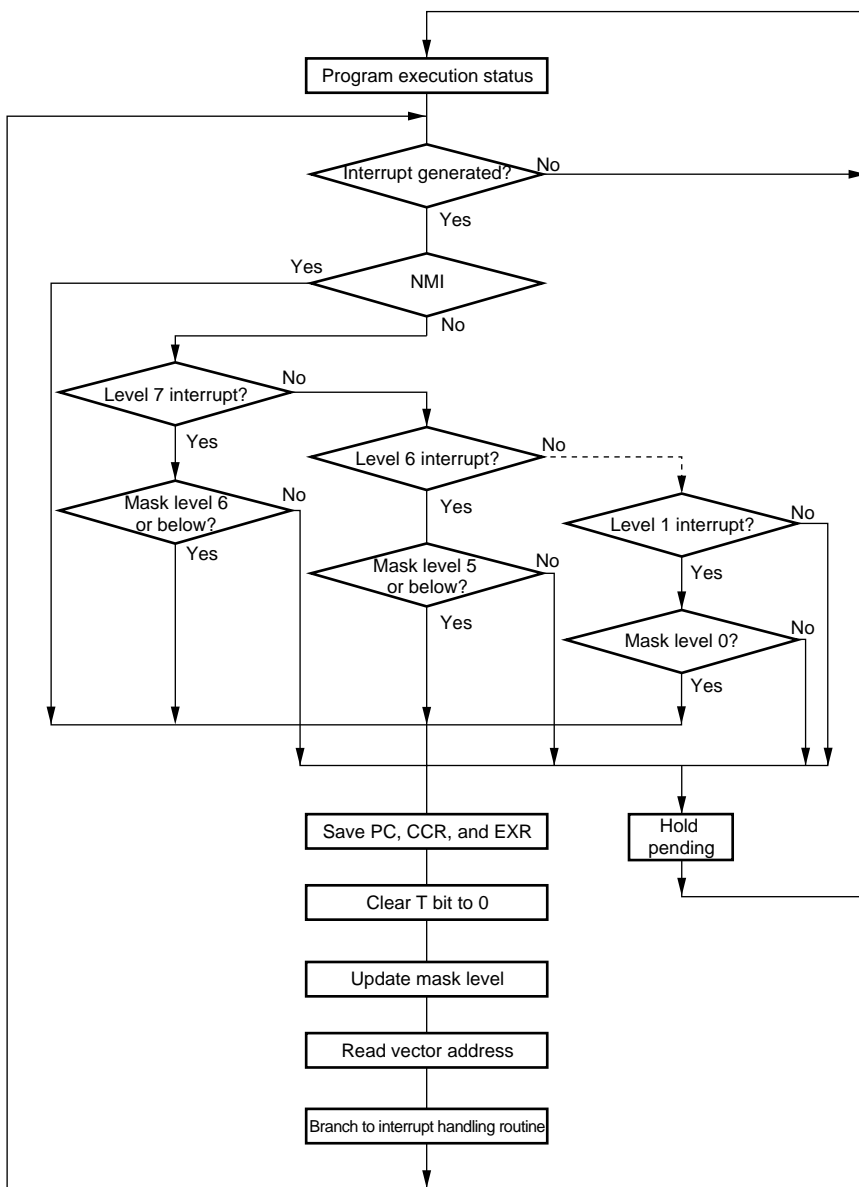 Program execution status
Interrupt generated?
No
Yes
Yes
NMI
No
Level 7 interrupt?
No
Yes
Level 6 interrupt?
No
Yes
Mask level 6
or below?
No
Yes
Level 1 interrupt?
No
Yes
Mask level 5
or below?
No
Yes
Mask level 0?
No
Yes
Save PC, CCR, and EXR
Hold
pending
Clear T bit to 0
Update mask level
Read vector address
Branch to interrupt handling routine